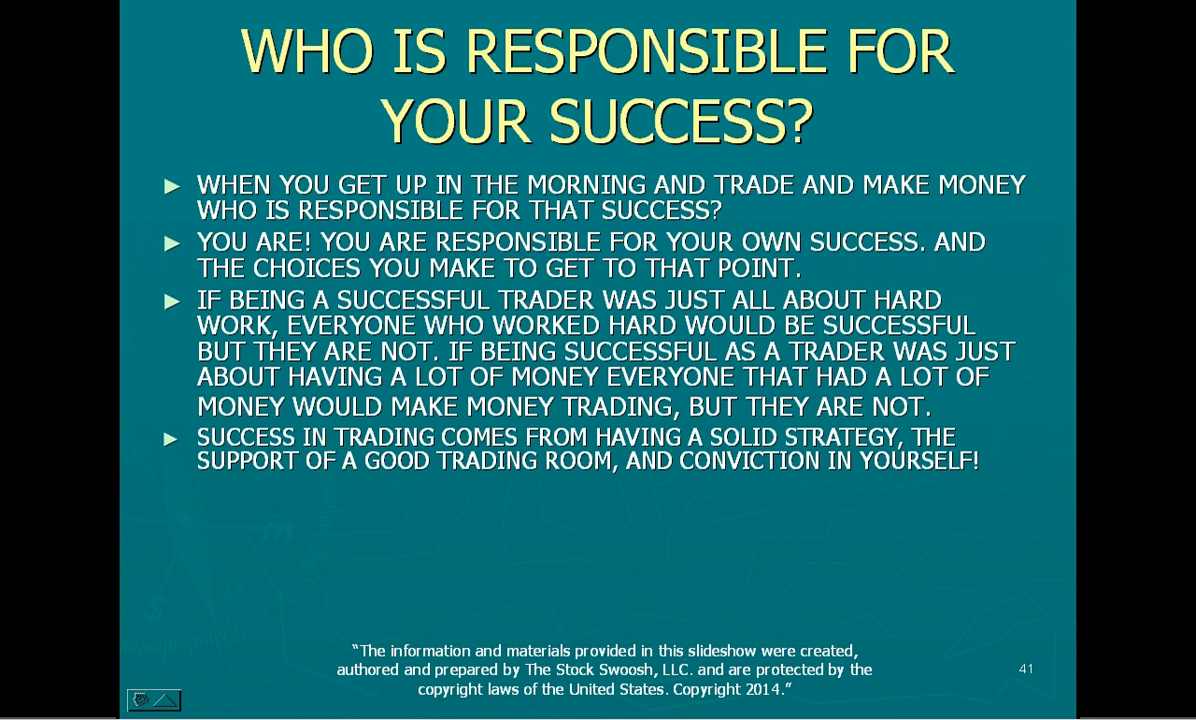 WHO IS RESPONSIBLE FOR
YOUR SUCCESS?
► WHEN YOU GET UP IN THE MORNING AND TRADE AND MAKE MONEY
WHO IS RESPONSIBLE FOR THAT SUCCESS?
► YOU ARE! YOU ARE RESPONSIBLE FOR YOUR OWN SUCCESS. AND
THE CHOICES YOU MAKE TO GET TO THAT POINT.
► IF BEING A SUCCESSFUL TRADER WAS JUST ALL ABOUT HARD
WORK, EVERYONE WHO WORKED HARD WOULD BE SUCCESSFUL
BUT THEY ARE NOT. IF BEING SUCCESSFUL AS A TRADER WAS JUST
ABOUT HAVING A LOT OF MONEY EVERYONE THAT HAD A LOT OF
MONEY WOULD MAKE MONEY TRADING, BUT THEY ARE NOT.
► SUCCESS IN TRADING COMES FROM HAVING A SOLID STRATEGY, THE
SUPPORT OF A GOOD TRADING ROOM, AND CONVICTION IN YOURSELF!
m
S
“The information and materials provided in this slideshow were created,
authored and prepared by The Stock Swoosh, LLC. and are protected by the
copyright laws of the United States. Copyright 2014.”
41